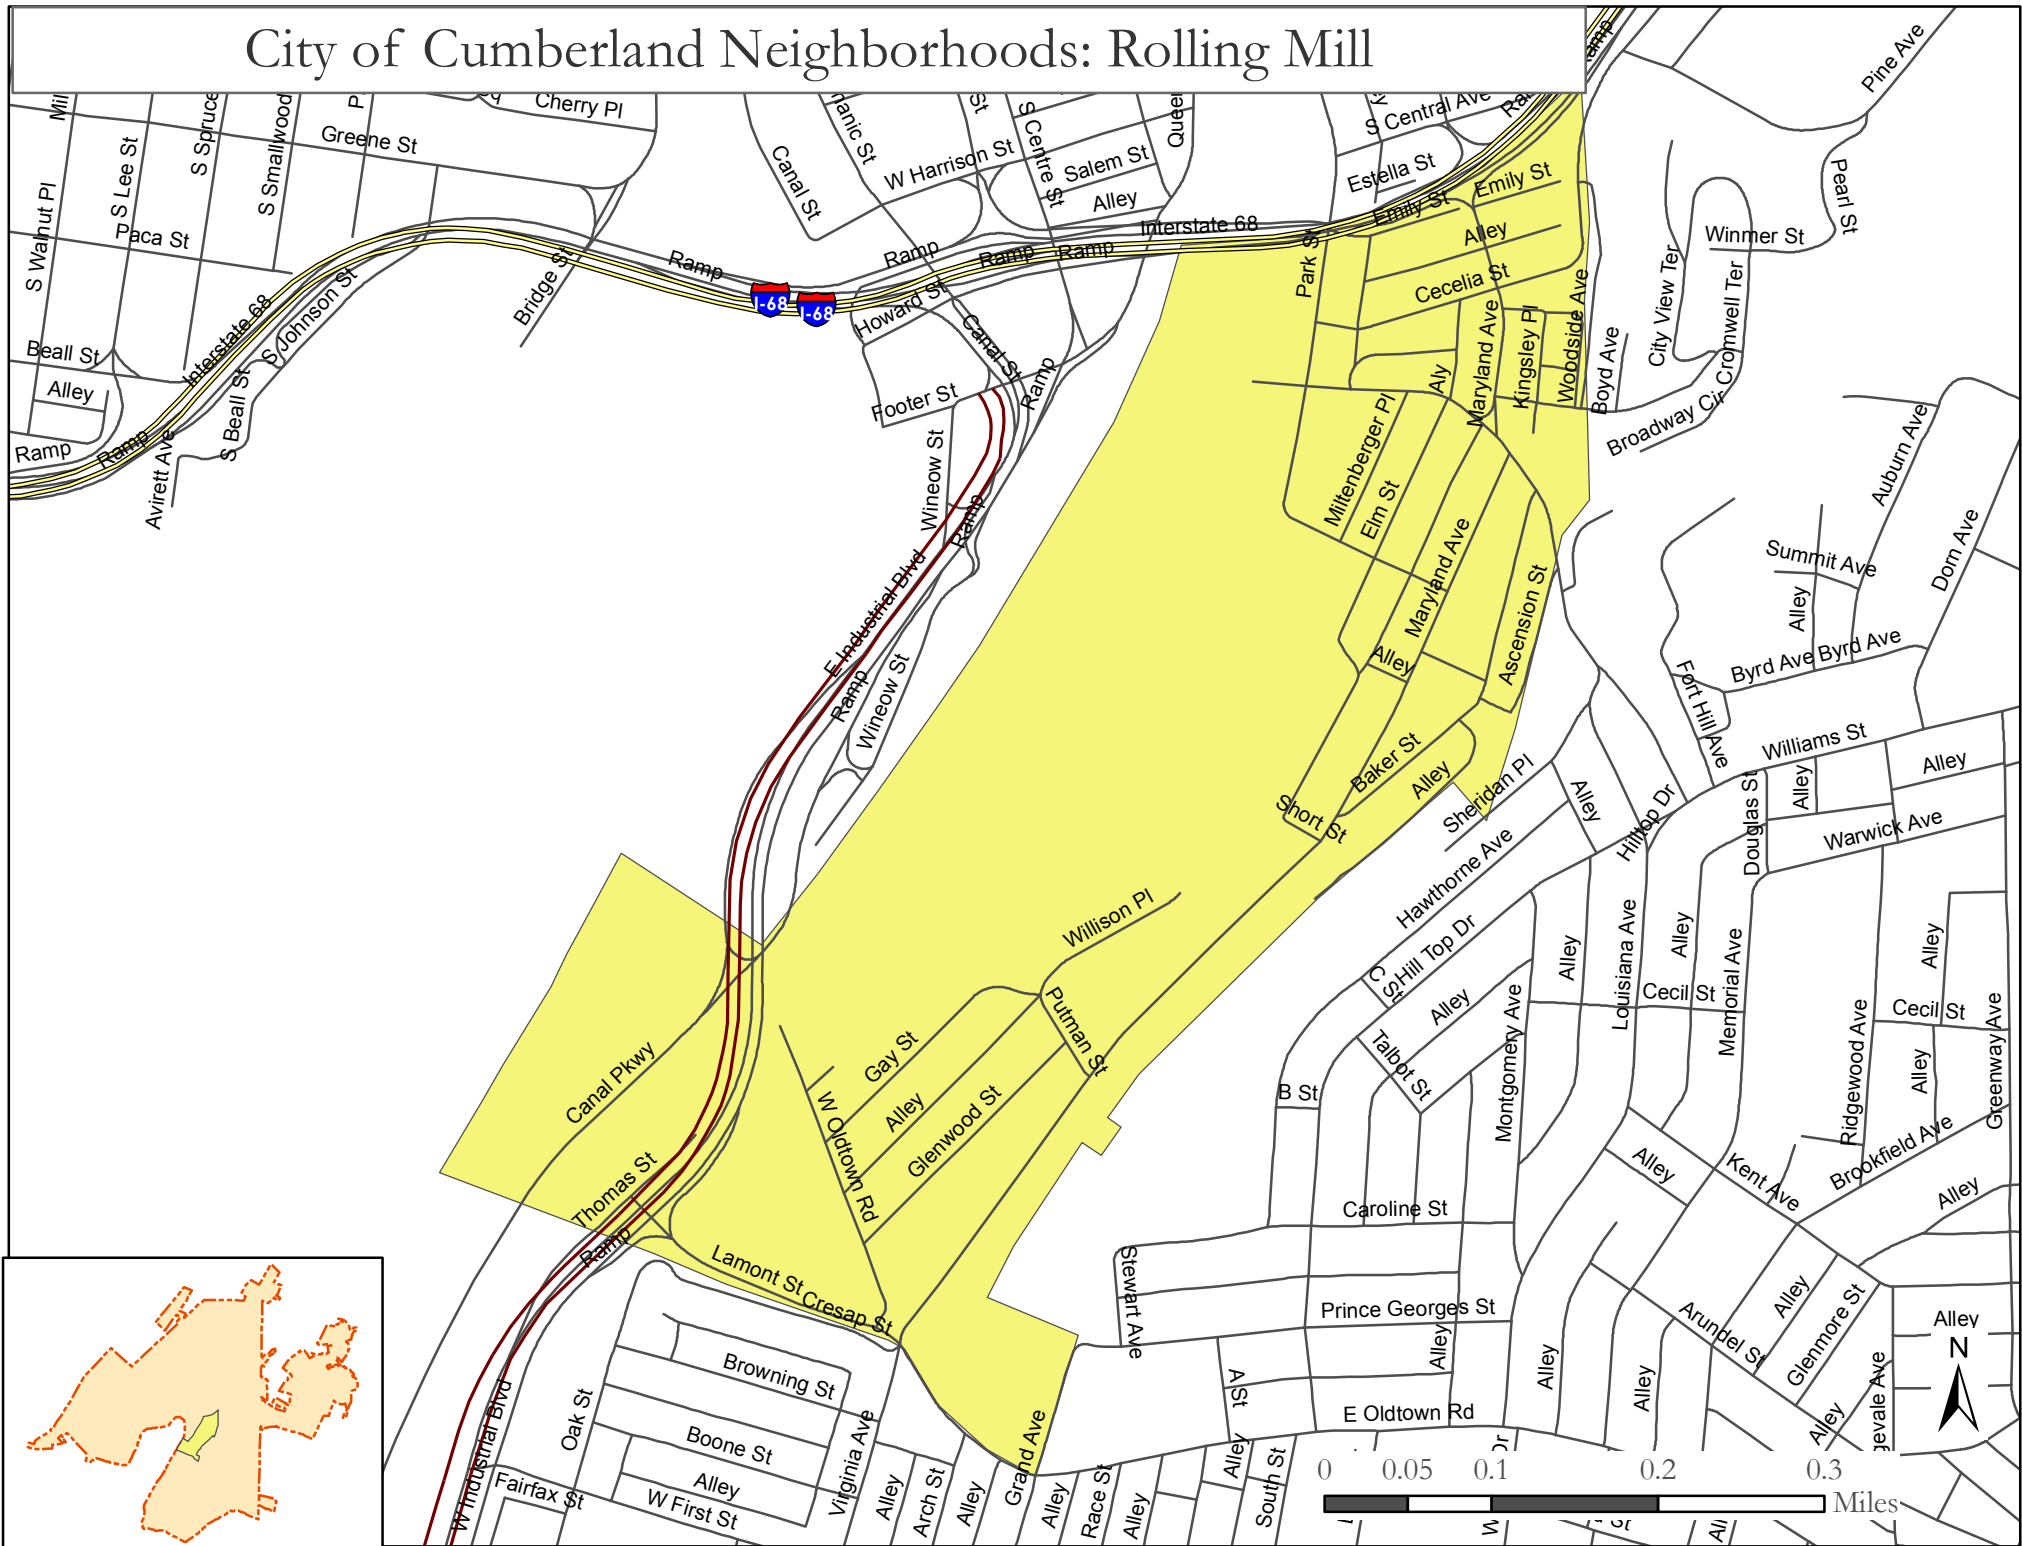 City of Cumberland Neighborhoods: Rolling Mill
Cherry Pl
Greene St
S Lee St
S Spruce
S Smallwood
S Walnut Pl
Paca St
Canal St
W Harrison St
S Centre St
St
Salem St
Alley
Queen
S Central Ave
Estella St
Emily St
Emily St
Alley
Cecelia St
Pine Ave
Pearl St
Winmer St
City View Ter
Cromwell Ter
Interstate 68
Ramp
Ramp
Ramp
Ramp
Bridge St
I-68
I-68
Howard St
Canal St
Ramp
Footer St
Park St
Interstate 68
S Johnson St
Beall St
Alley
S Beall St
Ramp
Ramp
Avirett Ave
Wineow St
Ramp
E Industrial Blvd
Ramp
Wineow St
Aly
Maryland Ave
Kingsley Pl
Woodside Ave
Boyd Ave
Broadway Cir
Miltenberger Pl
Elm St
Maryland Ave
Ascension St
Alley
Auburn Ave
Summit Ave
Alley
Dorn Ave
Byrd Ave
Byrd Ave
Fort Hill Ave
Williams St
Alley
Alley
Baker St
Alley
Short St
Sheridan Pl
Alley
Hilltop Dr
Douglas St
Warwick Ave
Hawthorne Ave
Hill Top Dr
C St
Alley
Alley
Louisiana Ave
Alley
Memorial Ave
Cecil St
Alley
Cecil St
Willison Pl
Putman St
Gay St
Alley
Glenwood St
W Oldtown Rd
Canal Pkwy
Thomas St
Ramp
Lamont St
Cresap St
Talbot St
B St
Montgomery Ave
Ridgewood Ave
Alley
Greenway Ave
Brookfield Ave
Alley
Kent Ave
Alley
Caroline St
Stewart Ave
Prince Georges St
Alley
Alley
Alley
Arundel St
Alley
Glenmore St
Alley
Alley
gevale Ave
A St
E Oldtown Rd
Browning St
Oak St
Boone St
Alley
W First St
Fairfax St
W Industrial Blvd
Virginia Ave
Alley
Arch St
Alley
Grand Ave
Alley
Race St
Alley
Alley
South St
Dr
St
N
0 0.05 0.1 0.2 0.3
Miles